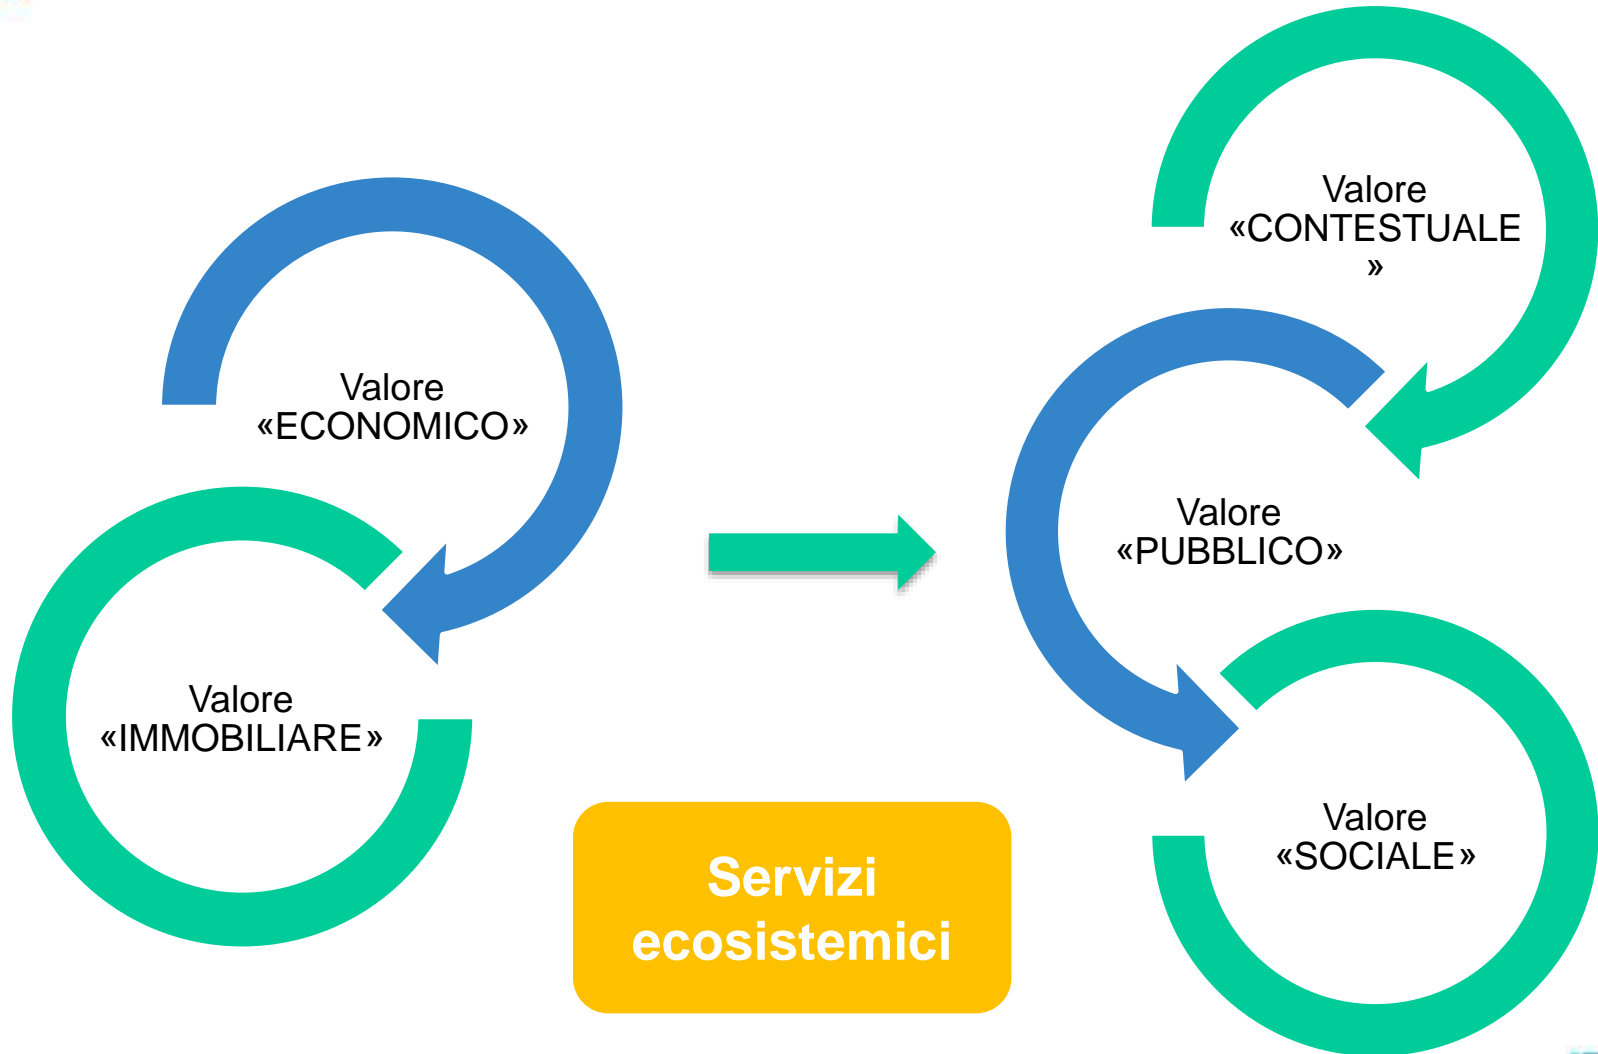 Valore
«ECONOMICO»
Valore
«IMMOBILIARE»
Valore
«CONTESTUALE
»
Valore
«PUBBLICO»
Valore
«SOCIALE»
Servizi
ecosistemici